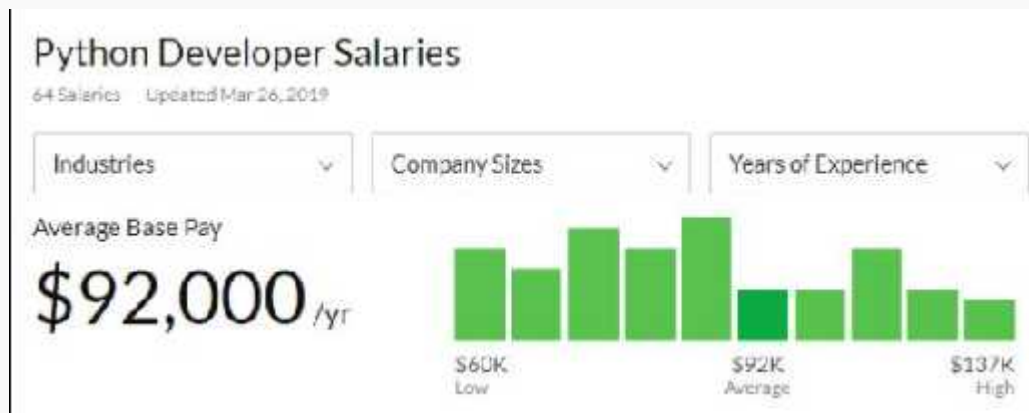 Python Developer Salaries
64 Salaries Updated Mar 26, 2019
Industries
Company Sizes
Years of Experience
Average Base Pay
$92,000 /yr
$60K
Low
$92K
Average
$137K
High